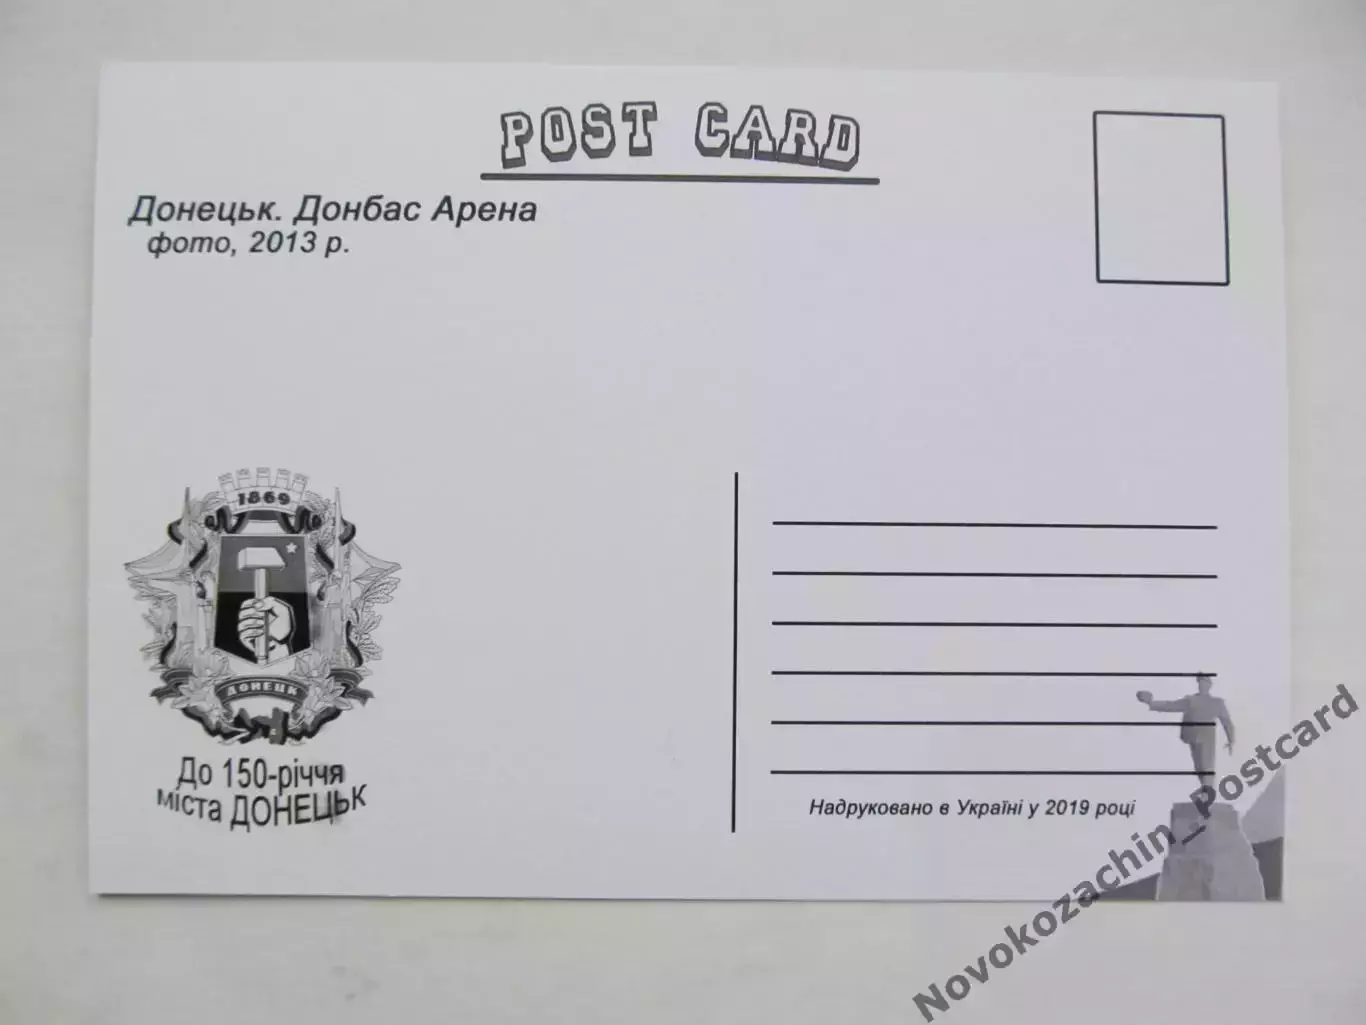 POST CARD
Донецьк. Донбас Арена
фото, 2013 р.
1869
ДОНЕЦК
До 150-річчя
міста ДОНЕЦЬК
Надруковано в Україні у 2019 році
Novokozachin_Postcard